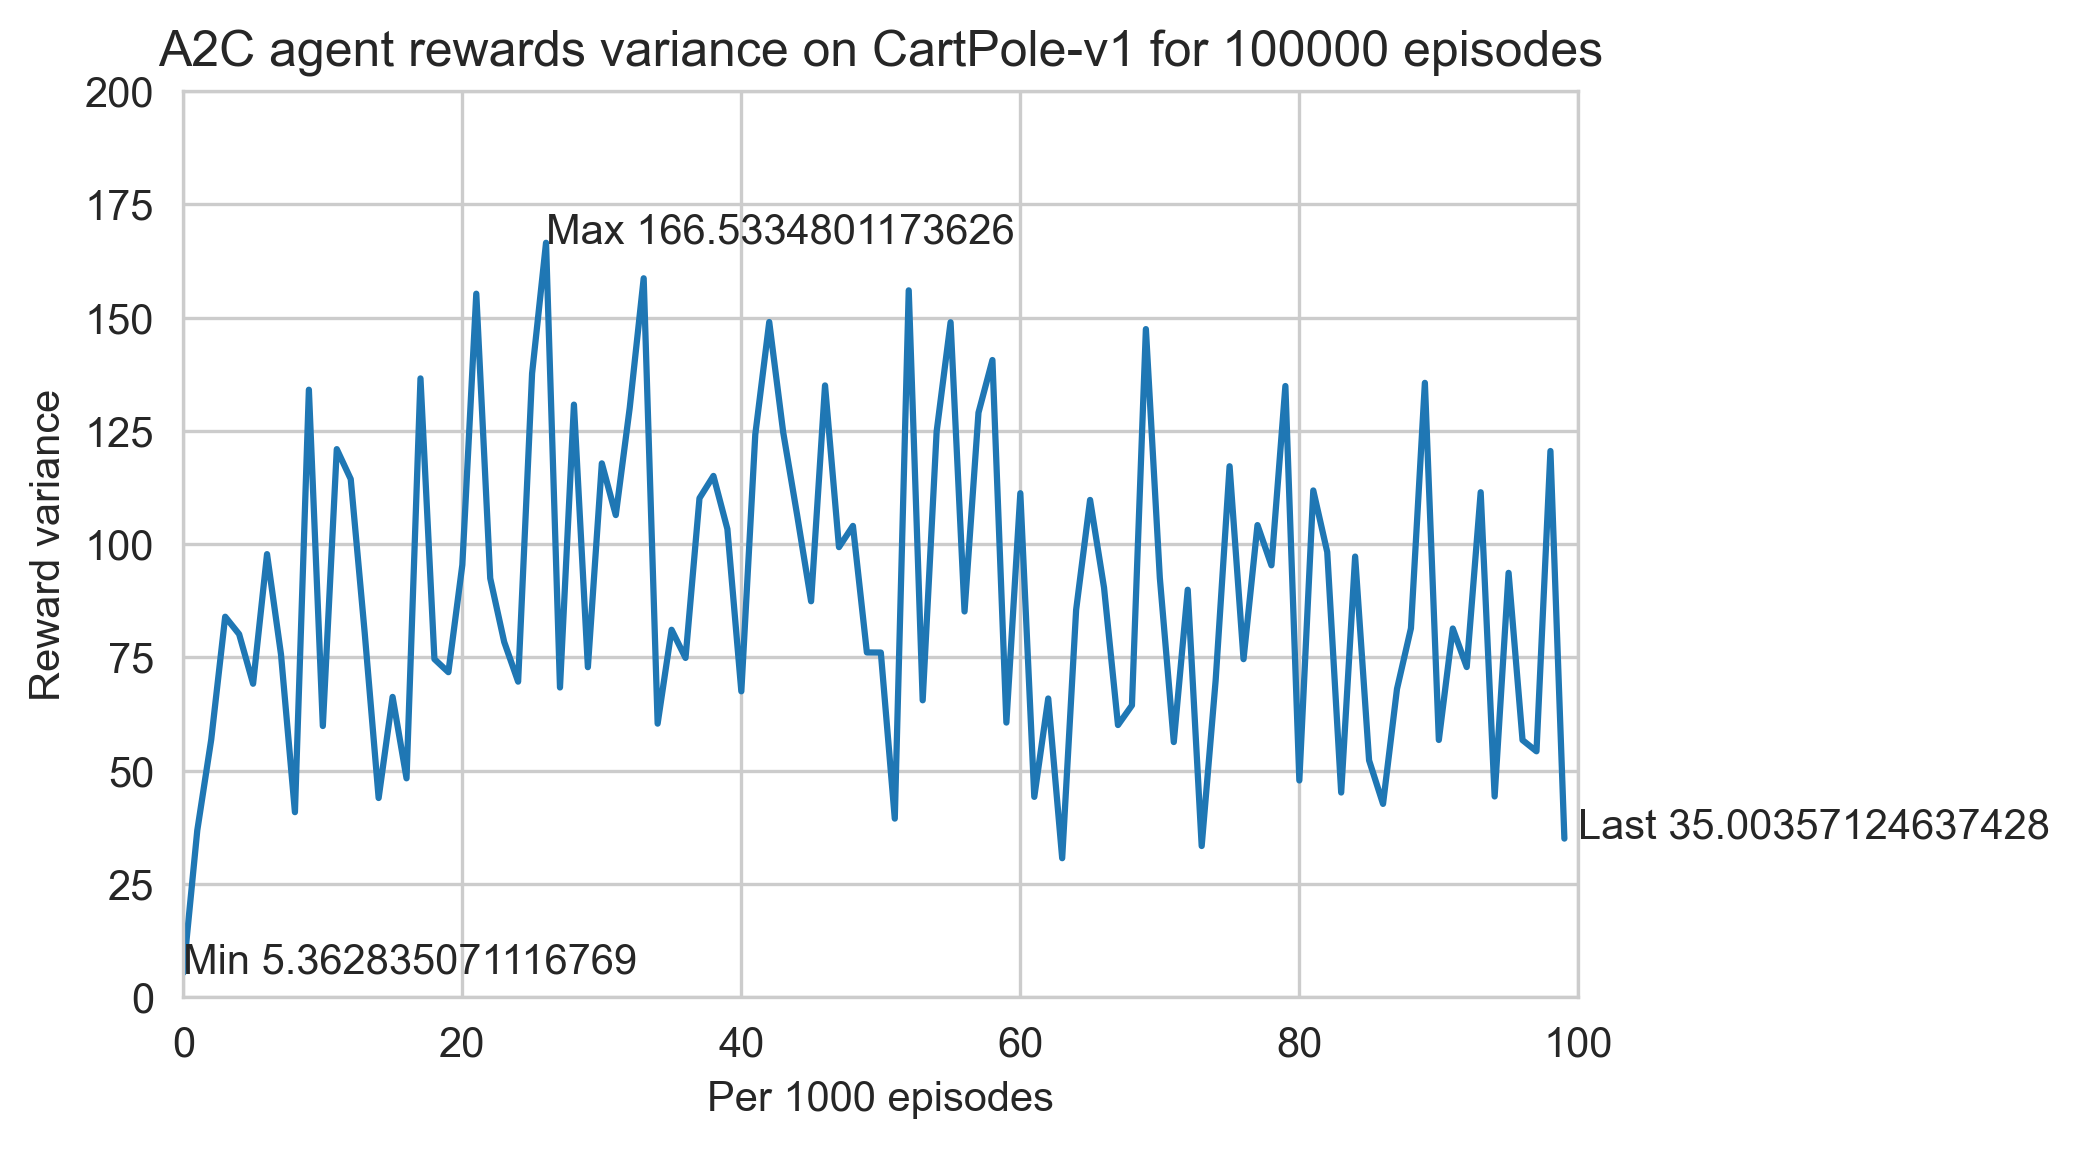 A2C agent rewards variance on CartPole-v1 for 100000 episodes
200
175
Max 166.5334801173626
150
125
Reward variance
100
75
50
Last 35.00357124637428
25
Min 5.362835071116769
0
0 20 40 60 80 100
Per 1000 episodes